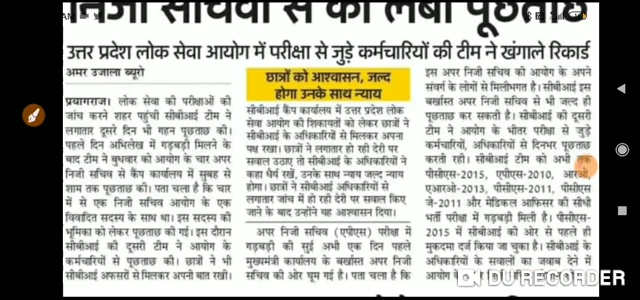 निजी सचिवों से की लंबी पूछताछ
उत्तर प्रदेश लोक सेवा आयोग में परीक्षा से जुड़े कर्मचारियों की टीम ने खंगाले रिकार्ड
अमर उजाला ब्यूरो
प्रयागराज। लोक सेवा की परीक्षाओं की
जांच करने शहर पहुंची सीबीआई टीम ने
लगातार दूसरे दिन भी गहन पूछताछ की।
पहले दिन अभिलेख में गड़बड़ी मिलने के
बाद टीम ने बुधवार को आयोग के चार अपर
निजी सचिव से कैंप कार्यालय में सुबह से
शाम तक पूछताछ की। पता चला है कि चार
में से एक निजी सचिव आयोग के एक
विवादित सदस्य के साथ था। इस सदस्य की
भूमिका को लेकर पूछताछ की गई। इस दौरान
सीबीआई की दूसरी टीम ने आयोग के
कर्मचारियों से पूछताछ की। छात्रों ने भी
सीबीआई अफसरों से मिलकर अपनी बात रखी।
छात्रों को आश्वासन, जल्द
होगा उनके साथ न्याय
सीबीआई कैंप कार्यालय में उत्तर प्रदेश लोक
सेवा आयोग की शिकायतों को लेकर छात्रों ने
सीबीआई के अधिकारियों से मिलकर अपना
पक्ष रखा। छात्रों ने लगातार हो रही देरी पर
सवाल उठाए तो सीबीआई के अधिकारियों ने
कहा धैर्य रखें, उनके साथ न्याय जल्द न्याय
होगा। छात्रों ने सीबीआई अधिकारियों से
लगातार जांच में हो रही देरी पर सवाल किए
जाने के बाद उन्होंने यह आश्वासन दिया।
अपर निजी सचिव (एपीएस) परीक्षा में
गड़बड़ी की सुई अभी एक दिन पहले
मुख्यमंत्री कार्यालय के बर्खास्त अपर निजी
सचिव की ओर घूम गई है। पता चला है कि
इस अपर निजी सचिव की आयोग के अपने
संवर्ग के लोगों से मिलीभगत है। सीबीआई इस
बर्खास्त अपर निजी सचिव से भी जल्द ही
पूछताछ कर सकती है। सीबीआई की दूसरी
टीम ने आयोग के भीतर परीक्षा से जुड़े
कर्मचारियों, अधिकारियों से दिनभर पूछताछ
करती रही। सीबीआई टीम को अभी तक
पीसीएस-2015, एपीएस-2010, आरओ,
एआरओ-2013, पीसीएस-2011, पीसीएस
जे-2011 और मेडिकल आफिसर की सीधी
भर्ती परीक्षा में गड़बड़ी मिली है। पीसीएस-
2015 में सीबीआई की ओर से पहले ही
मुकदमा दर्ज किया जा चुका है। सीबीआई के
अधिकारियों के सवालों का जवाब देने में
आयोग के
DU RECORDER